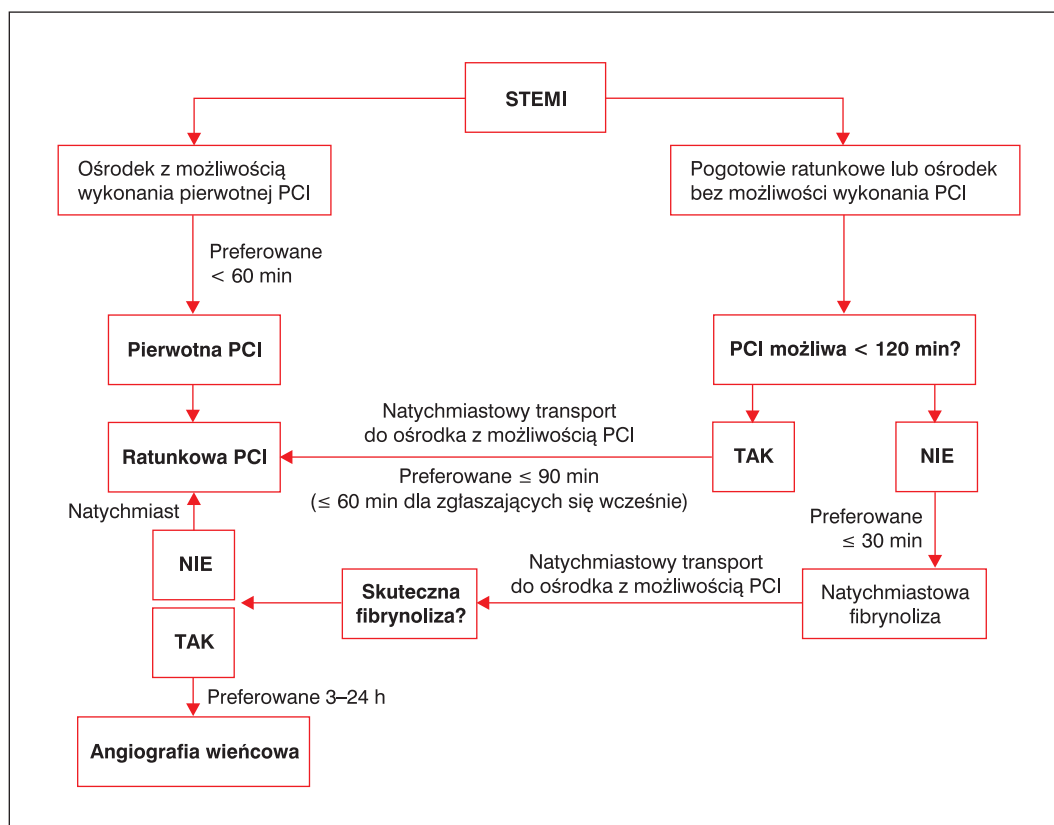 STEMI
Ośrodek z możliwością
wykonania pierwotnej PCI
Pogotowie ratunkowe lub ośrodek
bez możliwości wykonania PCI
Preferowane
< 60 min
Pierwotna PCI
PCI możliwa < 120 min?
Natychmiastowy transport
do ośrodka z możliwością PCI
Ratunkowa PCI
TAK
NIE
Preferowane ≤ 90 min
(≤ 60 min dla zgłaszających się wcześnie)
Natychmiast
Preferowane
≤ 30 min
NIE
Natychmiastowy transport
do ośrodka z możliwością PCI
Skuteczna
fibrynoliza?
Natychmiastowa
fibrynoliza
TAK
Preferowane 3–24 h
Angiografia wieńcowa